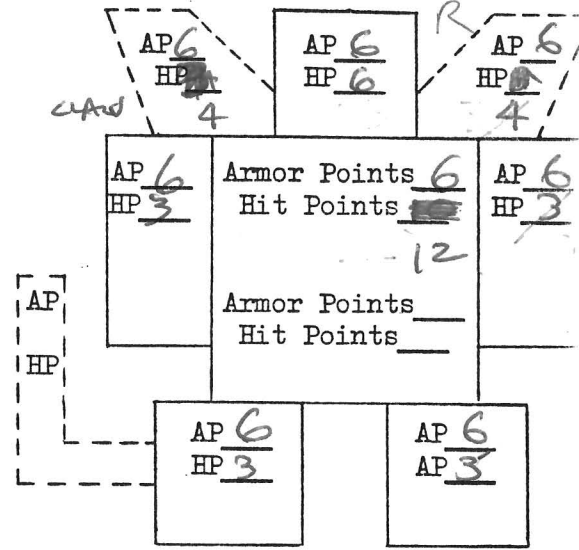 R
AP 6
HP
4
AP 6
HP 6
AP 6
HP
4
CLAW
AP 6
HP 3
Armor Points 6
Hit Points
12
AP 6
HP 3
Armor Points
Hit Points
AP
HP
AP 6
HP 3
AP 6
AP 3